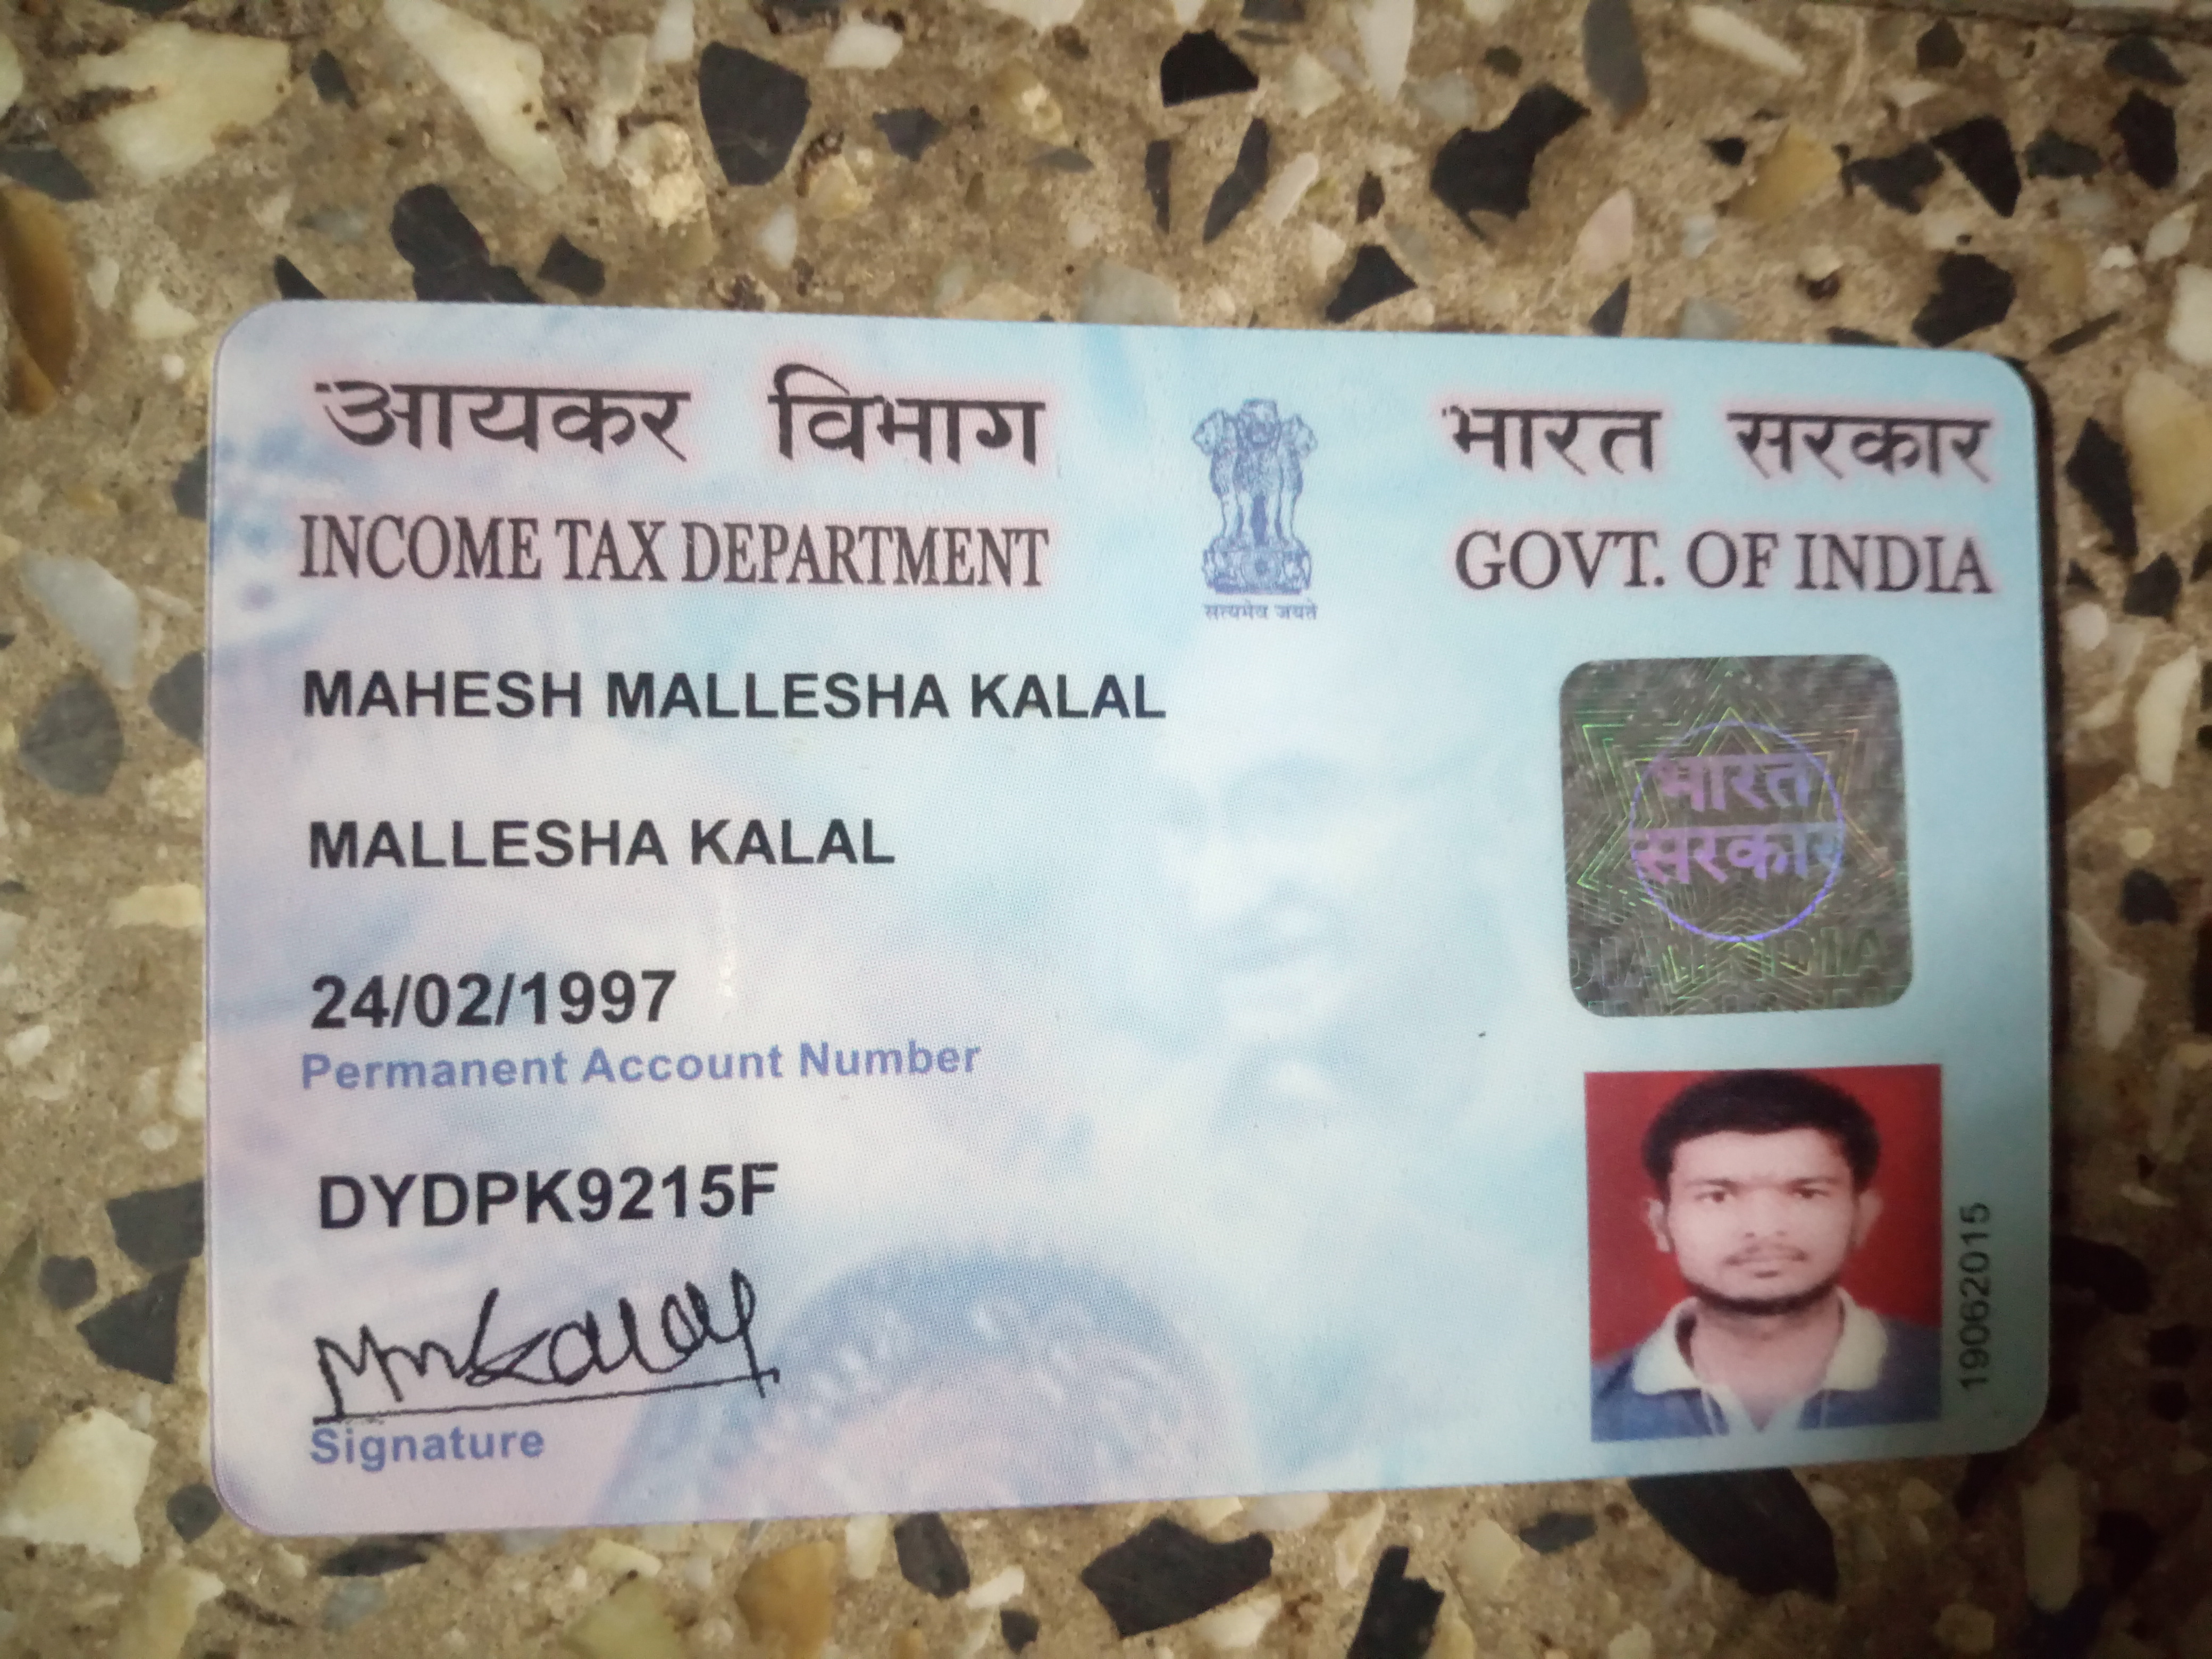 आयकर विभाग
INCOME TAX DEPARTMENT
भारत सरकार
GOVT. OF INDIA
सत्यमेव जयते
MAHESH MALLESHA KALAL
MALLESHA KALAL
24/02/1997
Permanent Account Number
DYDPK9215F
Signature
भारत
सरकार
INDIA
19062015